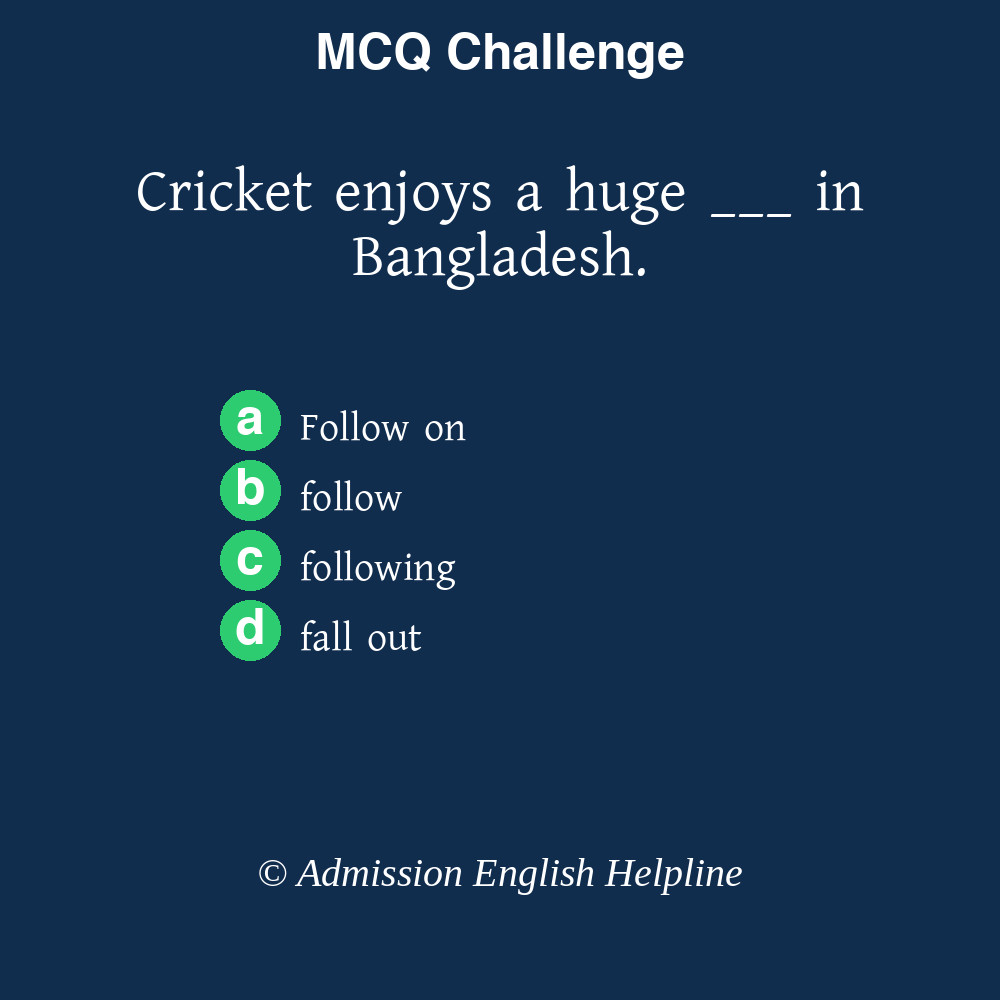 MCQ Challenge
Cricket enjoys a huge ___ in
Bangladesh.
a Follow on
b follow
c following
d fall out
© Admission English Helpline